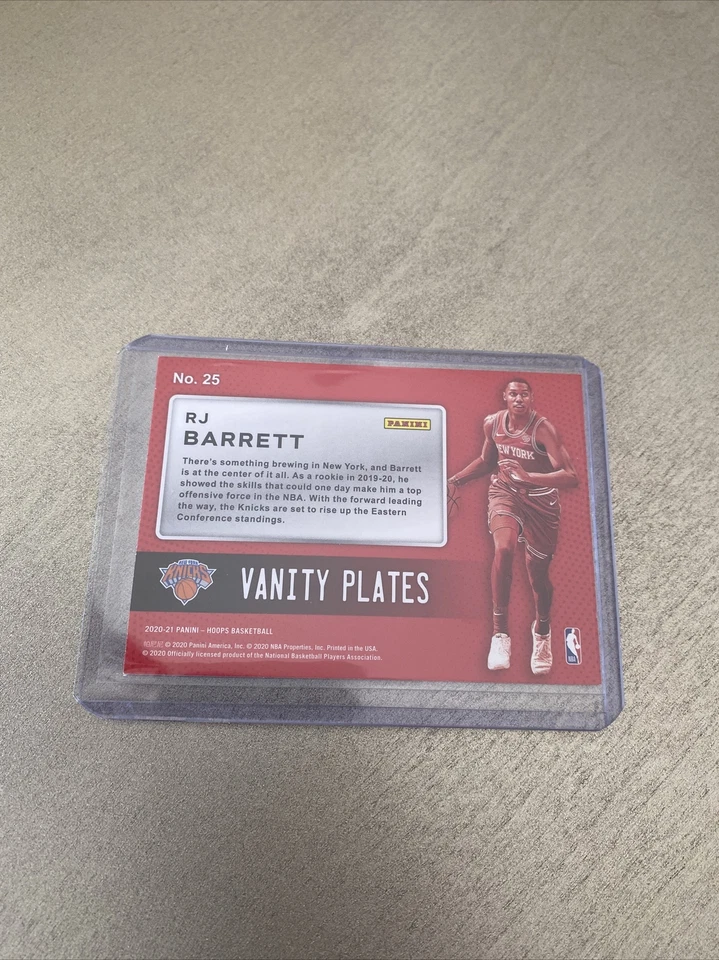 No. 25
PANINI
RJ
BARRETT
There's something brewing in New York, and Barrett
is at the center of it all. As a rookie in 2019-20, he
showed the skills that could one day make him a top
offensive force in the NBA. With the forward leading
the way, the Knicks are set to rise up the Eastern
Conference standings.
NEW YORK
NEW YORK
KNICKS
VANITY PLATES
2020-21 PANINI – HOOPS BASKETBALL
© 2020 Panini America, Inc. © 2020 NBA Properties, Inc. Printed in the USA.
© 2020 Officially licensed product of the National Basketball Players Association.
NBA